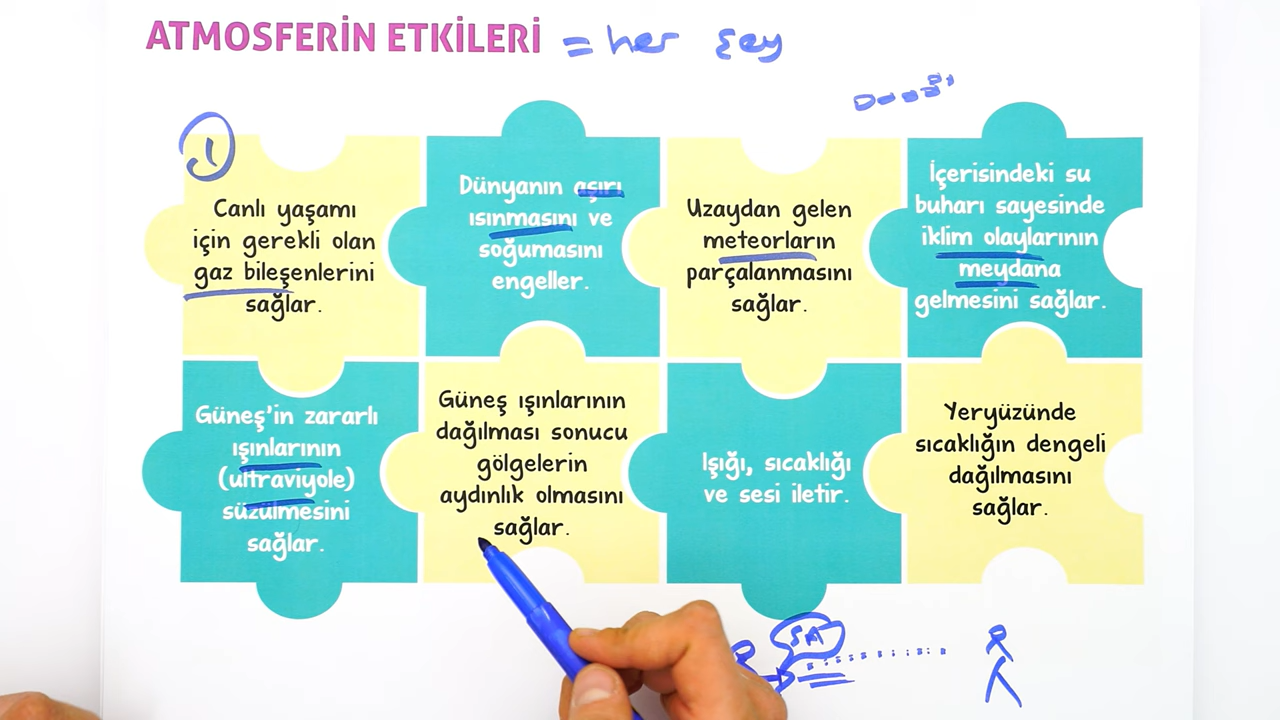 ATMOSFERİN ETKİLERİ = her şey
1
Canlı yaşamı
için gerekli olan
gaz bileşenlerini
sağlar.
Dünyanın aşırı
ısınmasını ve
soğumasını
engeller.
Uzaydan gelen
meteorların
parçalanmasını
sağlar.
İçerisindeki su
buharı sayesinde
iklim olaylarının
meydana
gelmesini sağlar.
Güneş'in zararlı
ışınlarının
(ultraviyole)
süzülmesini
sağlar.
Güneş ışınlarının
dağılması sonucu
gölgelerin
aydınlık olmasını
sağlar.
Işığı, sıcaklığı
ve sesi iletir.
Yeryüzünde
sıcaklığın dengeli
dağılmasını
sağlar.
SA